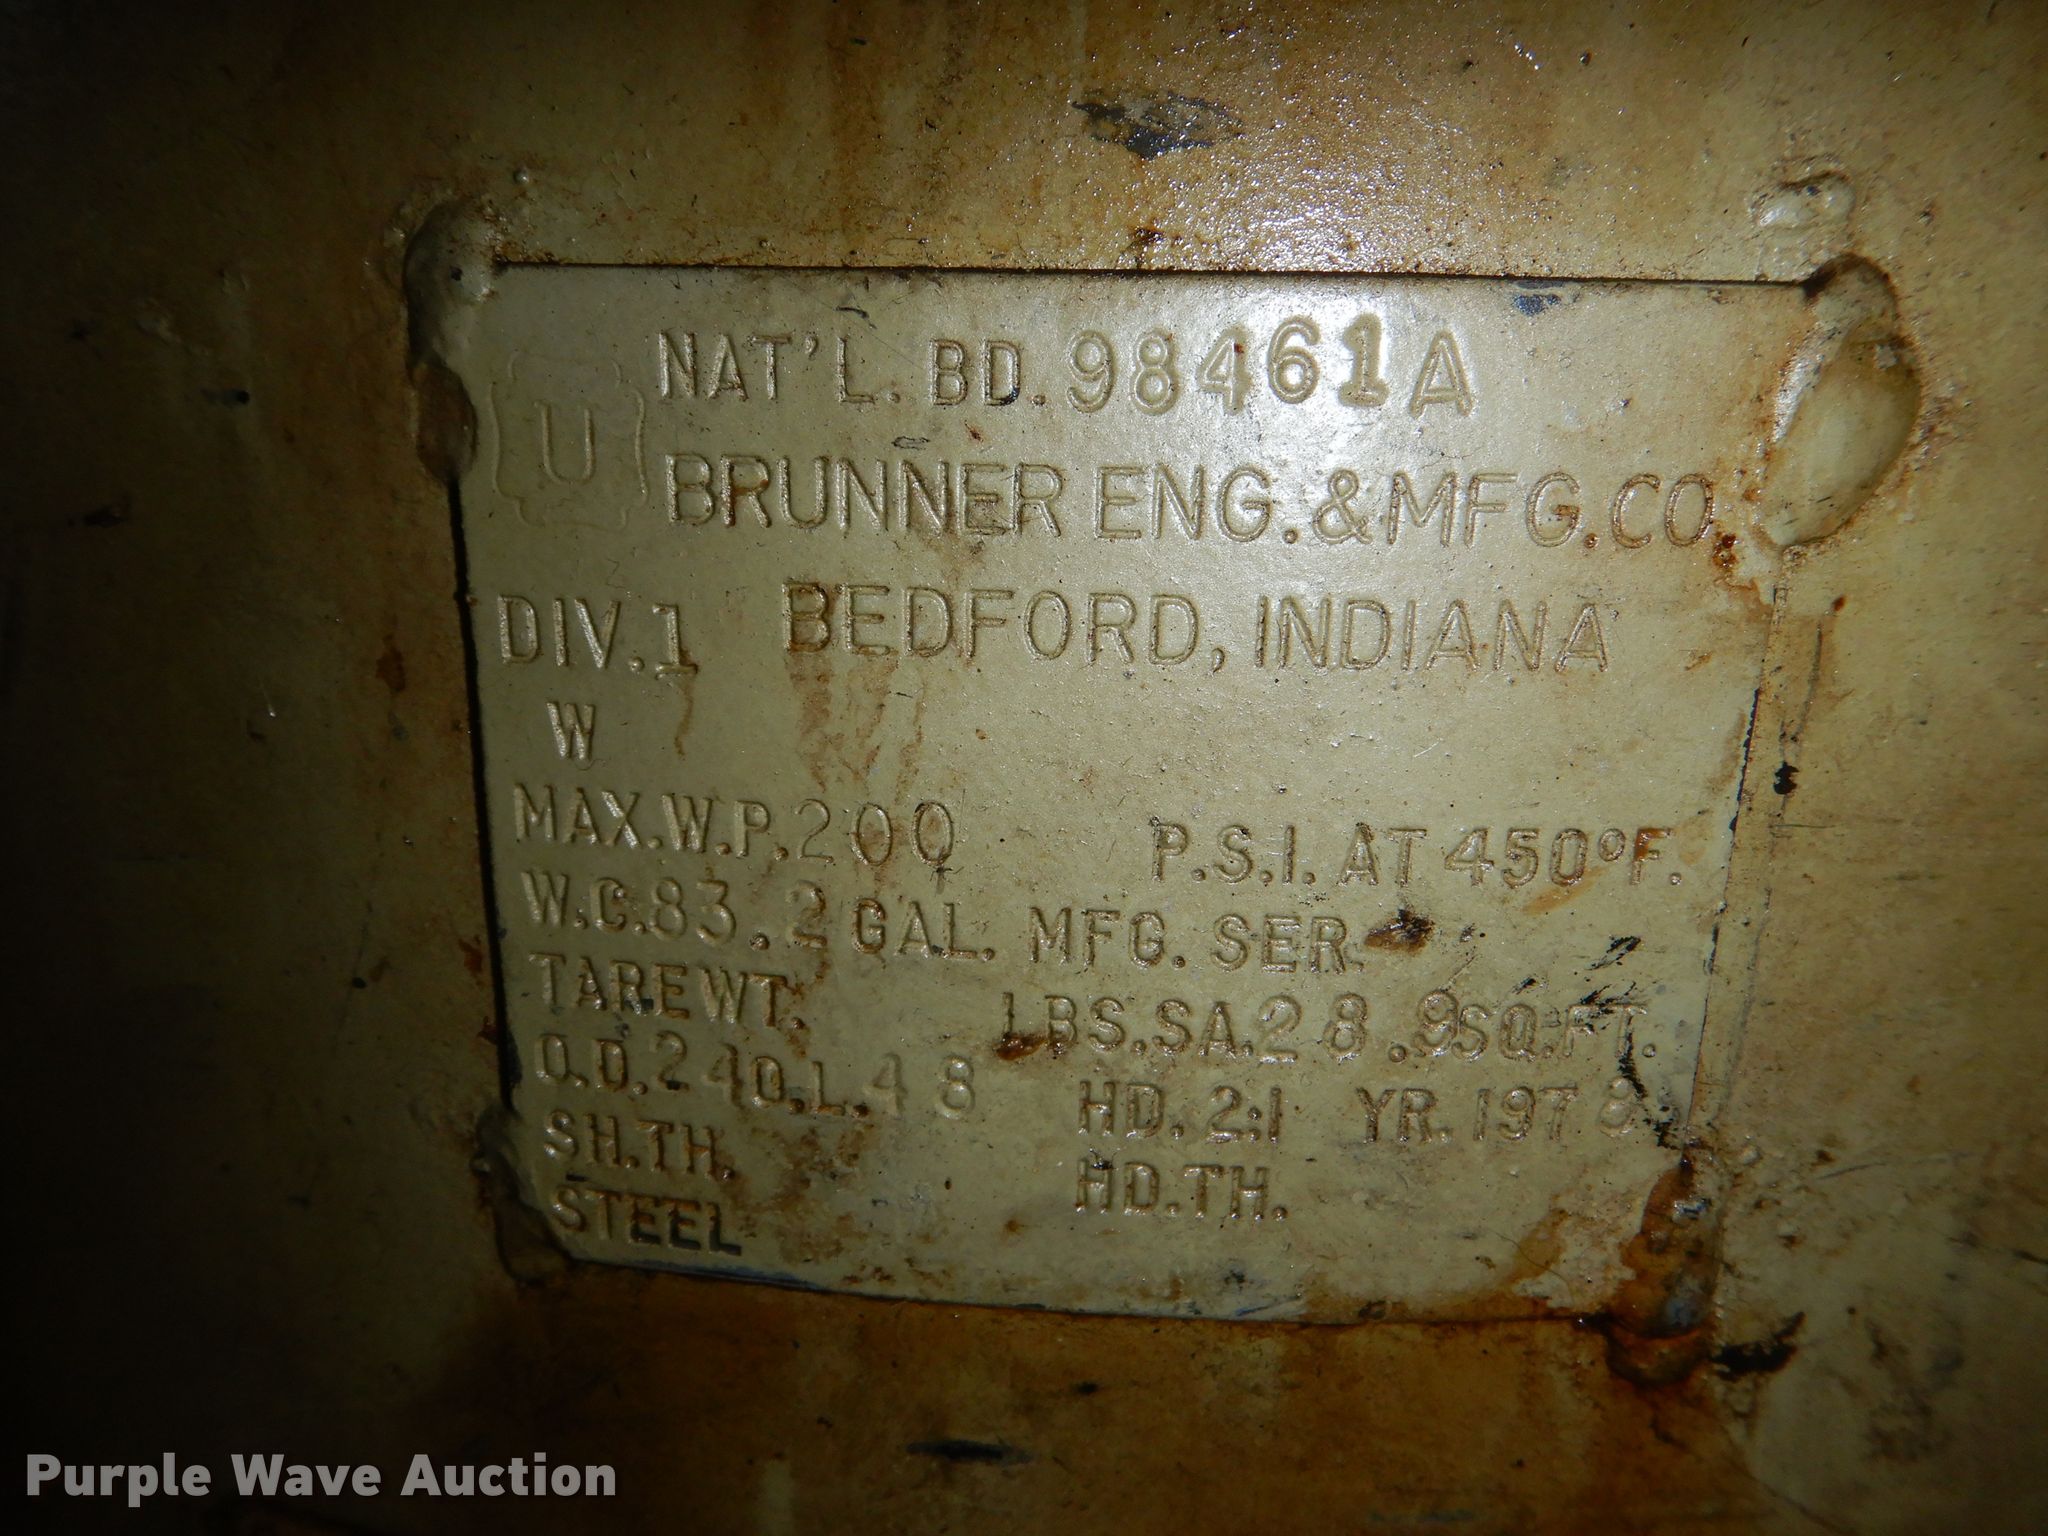 NAT'L. BD. 98461A
U
BRUNNER ENG. & MFG. CO.
DIV. 1 BEDFORD, INDIANA
W
MAX. W.P. 200 P.S.I. AT 450°F.
W.C. 83.2 GAL. MFG. SER.
TARE WT. LBS. SA. 28.9 SQ. FT.
O.D. 24 O.L. 48 HD. 2:1 YR. 1978
SH. TH. HD. TH.
STEEL
Purple Wave Auction